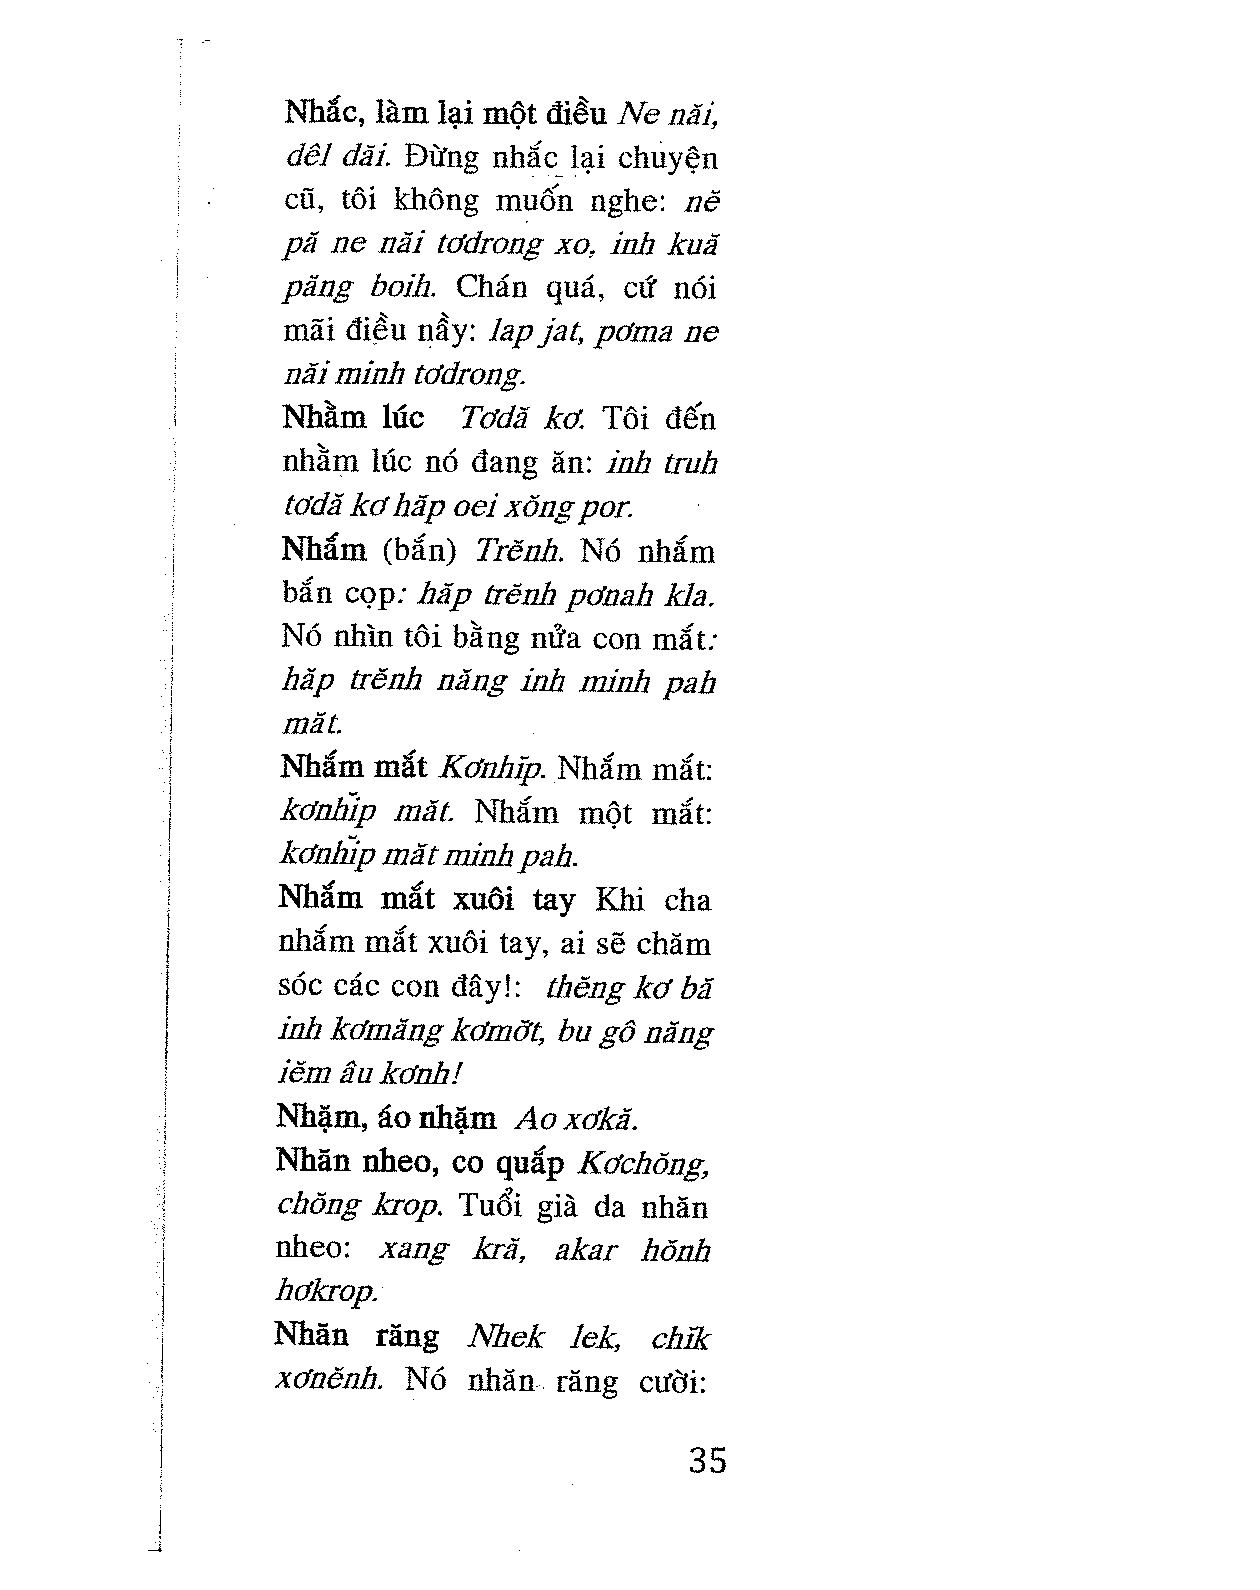 Nhắc, làm lại một điều Ne năi,
dêl dăi. Đừng nhắc lại chuyện
cũ, tôi không muốn nghe: nĕ
pă ne năi tơdrong xo, inh kuă
păng boih. Chán quá, cứ nói
mãi điều nầy: lap jat, pơma ne
năi minh tơdrong.
Nhằm lúc Tơdă kơ. Tôi đến
nhằm lúc nó đang ăn: inh truh
tơdă kơ hăp oei xŏng por.
Nhắm (bắn) Trĕnh. Nó nhắm
bắn cọp: hăp trĕnh pơnah kla.
Nó nhìn tôi bằng nửa con mắt:
hăp trĕnh năng inh minh pah
măt.
Nhắm mắt Kơnhĭp. Nhắm mắt:
kơnhĭp măt. Nhắm một mắt:
kơnhĭp măt minh pah.
Nhắm mắt xuôi tay Khi cha
nhắm mắt xuôi tay, ai sẽ chăm
sóc các con đây!: thĕng kơ bă
inh kơmăng kơmơ̆t, bu gô năng
iĕm âu kơnh!
Nhặm, áo nhặm Ao xơkă.
Nhăn nheo, co quắp Kơchŏng,
chŏng krop. Tuổi già da nhăn
nheo: xang kră, akar hŏnh
hơkrop.
Nhăn răng Nhek lek, chĭk
xơnĕnh. Nó nhăn răng cười:
35